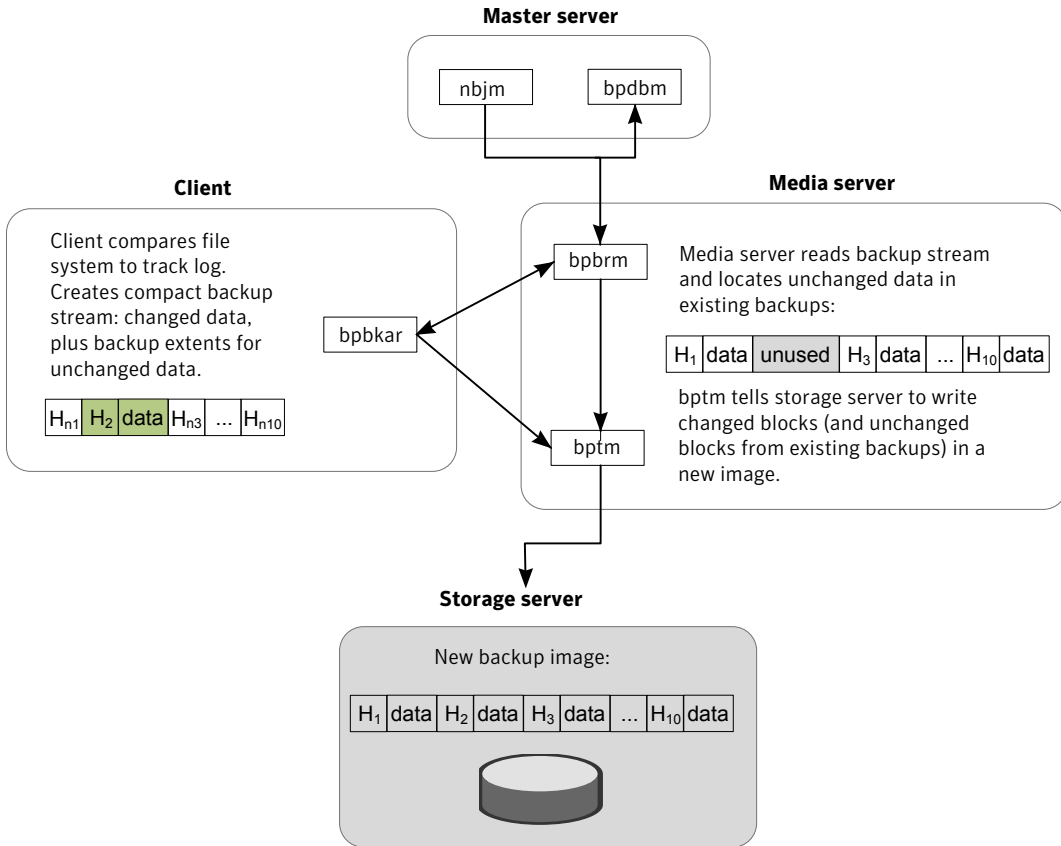 Master server
nbjm
bpdbm
Client
Client compares file
system to track log.
Creates compact backup
stream: changed data,
plus backup extents for
unchanged data.
Hn1 H2 data Hn3 ... Hn10
bpbkar
Media server
bpbrm
Media server reads backup stream
and locates unchanged data in
existing backups:
H1 data unused H3 data ... H10 data
bptm tells storage server to write
changed blocks (and unchanged
blocks from existing backups) in a
new image.
bptm
Storage server
New backup image:
H1 data H2 data H3 data ... H10 data